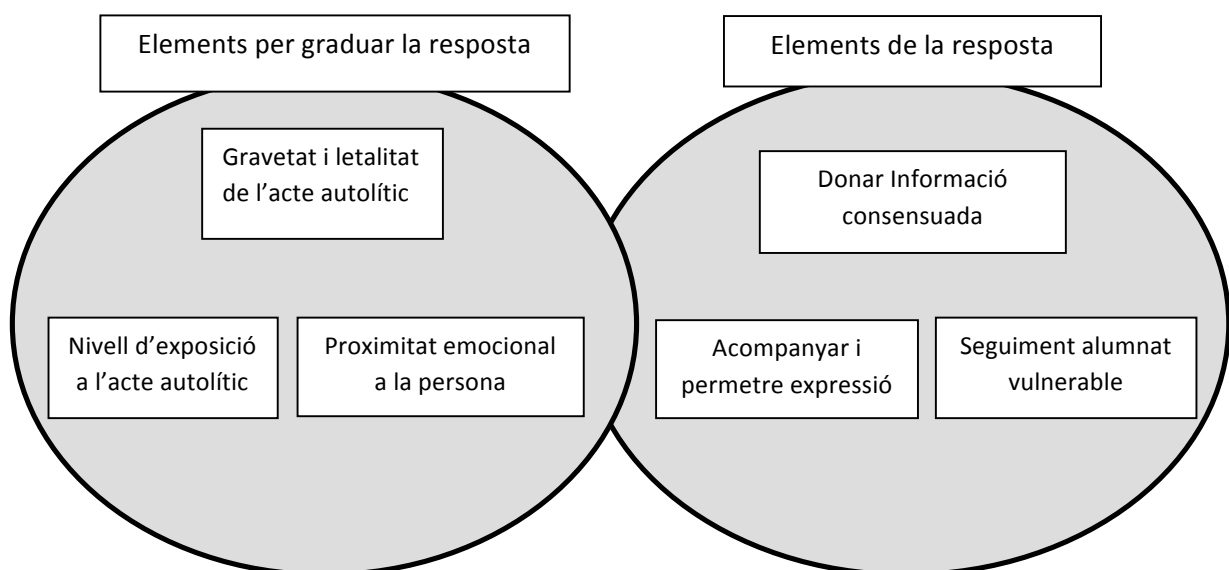 Elements per graduar la resposta
Elements de la resposta
Gravetat i letalitat
de l’acte autolític
Donar Informació
consensuada
Nivell d’exposició
a l’acte autolític
Proximitat emocional
a la persona
Acompanyar i
permetre expressió
Seguiment alumnat
vulnerable